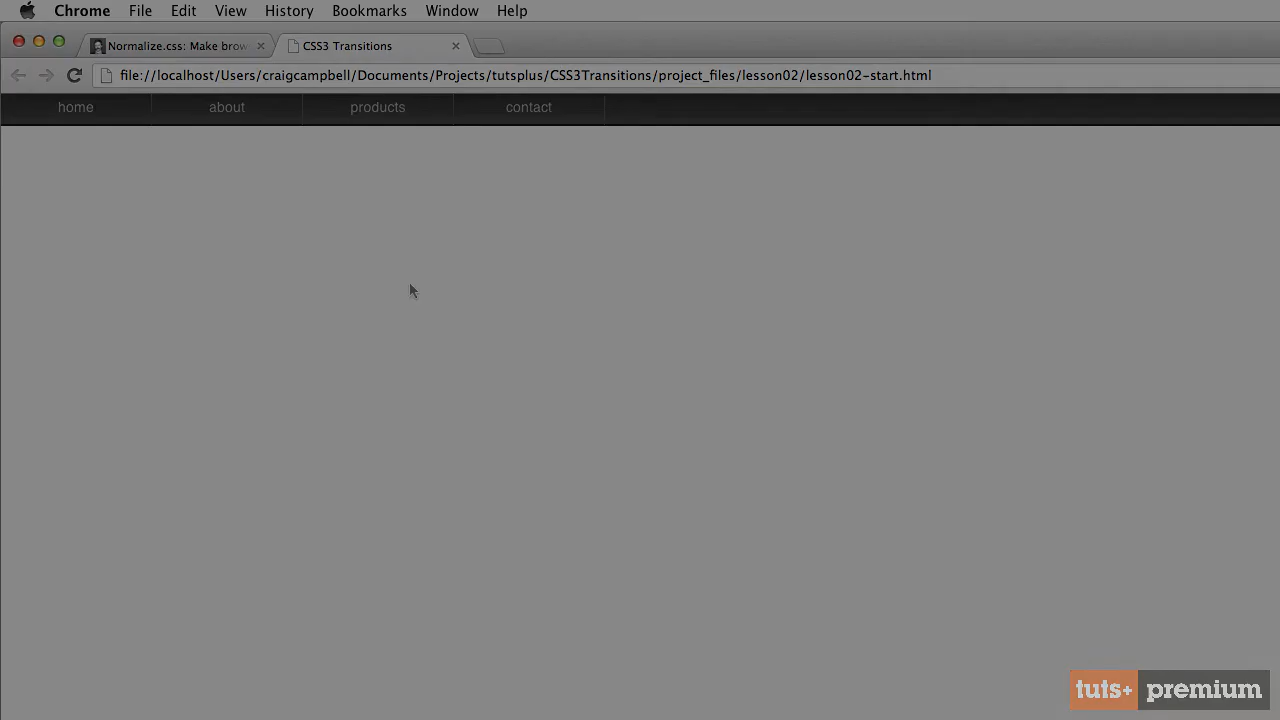 Chrome File Edit View History Bookmarks Window Help
Normalize.css: Make brow CSS3 Transitions
file://localhost/Users/craigcampbell/Documents/Projects/tutsplus/CSS3Transitions/project_files/lesson02/lesson02-start.html
home about products contact
tuts+ premium